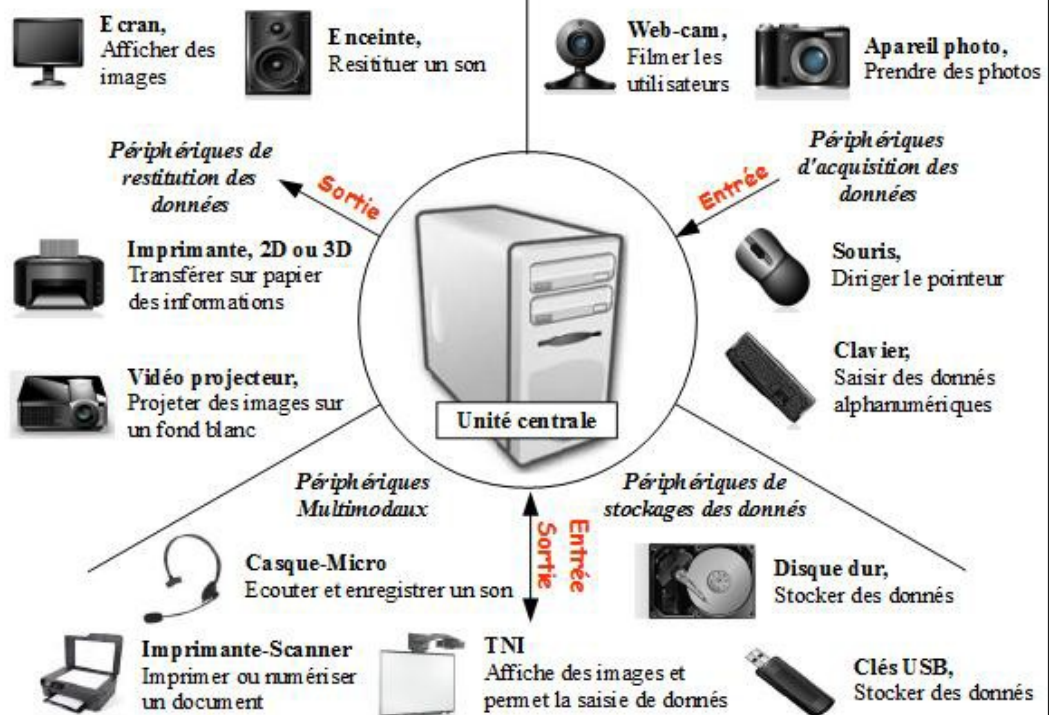 Ecran,
Afficher des
images
Enceinte,
Resitituer un son
Web-cam,
Filmer les
utilisateurs
Apareil photo,
Prendre des photos
Périphériques de
restitution des
données
Sortie
Entrée
Périphériques
d'acquisition des
données
Imprimante, 2D ou 3D
Transférer sur papier
des informations
Souris,
Diriger le pointeur
Vidéo projecteur,
Projeter des images sur
un fond blanc
Clavier,
Saisir des donnés
alphanumériques
Unité centrale
Périphériques
Multimodaux
Périphériques de
stockages des donnés
Entrée
Sortie
Casque-Micro
Ecouter et enregistrer un son
Disque dur,
Stocker des donnés
Imprimante-Scanner
Imprimer ou numériser
un document
TNI
Affiche des images et
permet la saisie de donnés
Clés USB,
Stocker des donnés